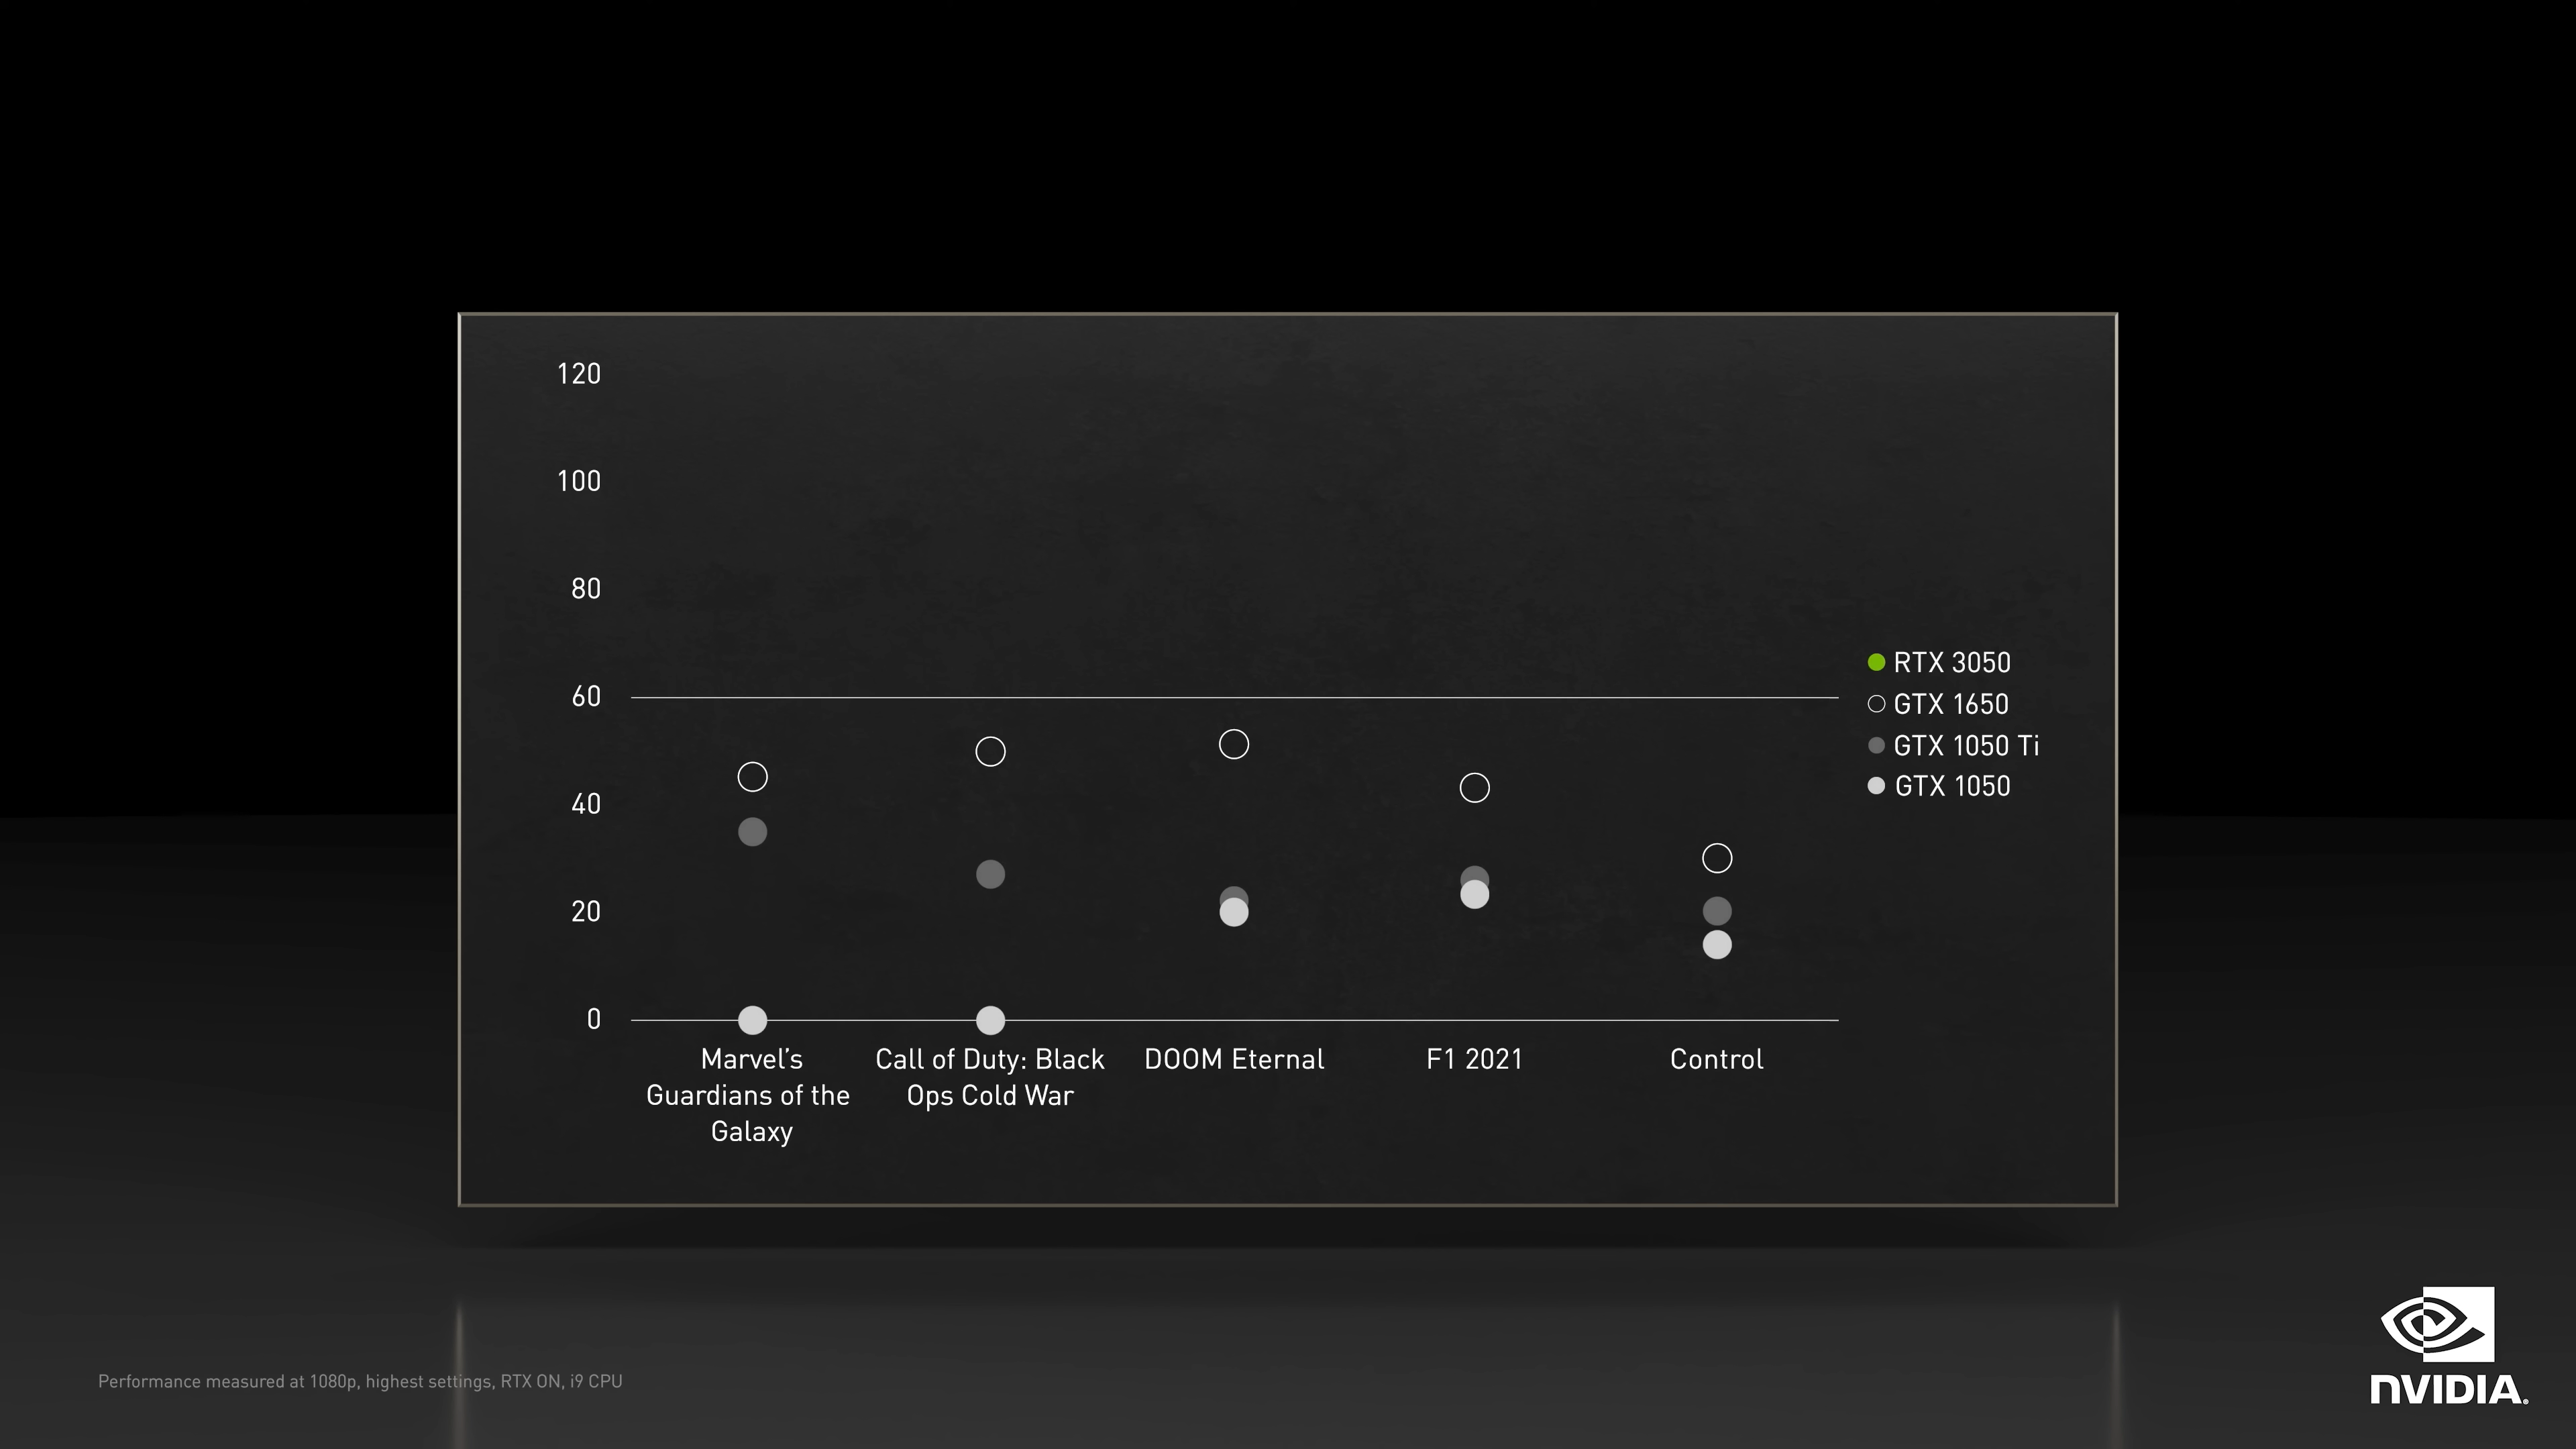 120
100
80
60
40
20
0
RTX 3050
GTX 1650
GTX 1050 Ti
GTX 1050
Marvel's
Guardians of the
Galaxy
Call of Duty: Black
Ops Cold War
DOOM Eternal
F1 2021
Control
Performance measured at 1080p, highest settings, RTX ON, i9 CPU
NVIDIA®